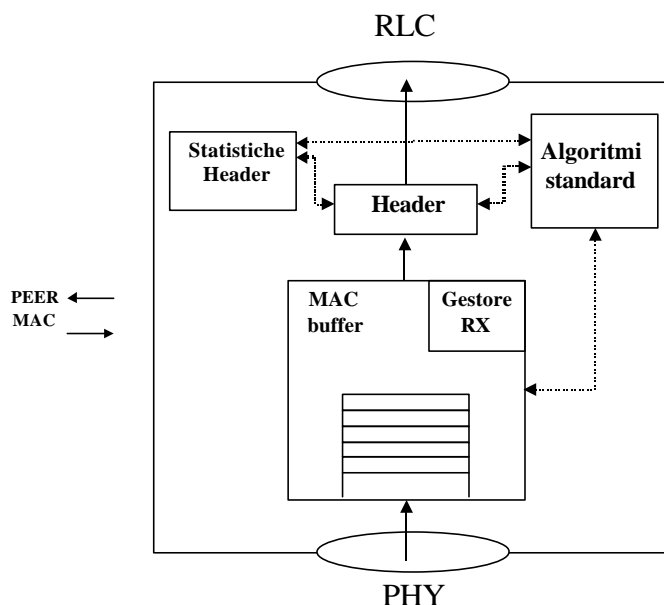 RLC
Statistiche
Header
Algoritmi
standard
Header
PEER
MAC
MAC
buffer
Gestore
RX
PHY